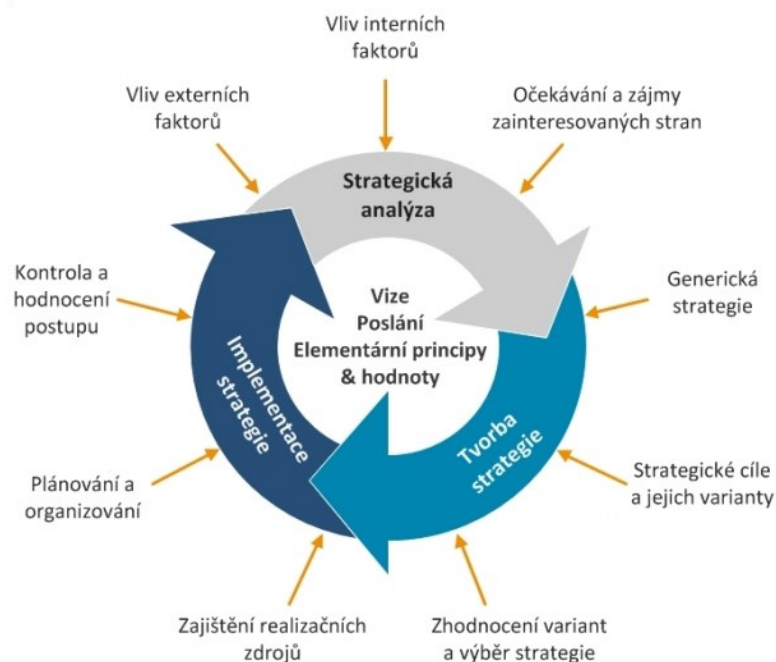 Vliv interních
faktorů
Vliv externích
faktorů
Očekávání a zájmy
zainteresovaných stran
Strategická
analýza
Kontrola a
hodnocení
postupu
Generická
strategie
Vize
Poslání
Elementární principy
& hodnoty
Implementace
strategie
Tvorba
strategie
Plánování a
organizování
Strategické cíle
a jejich varianty
Zajištění realizačních
zdrojů
Zhodnocení variant
a výběr strategie